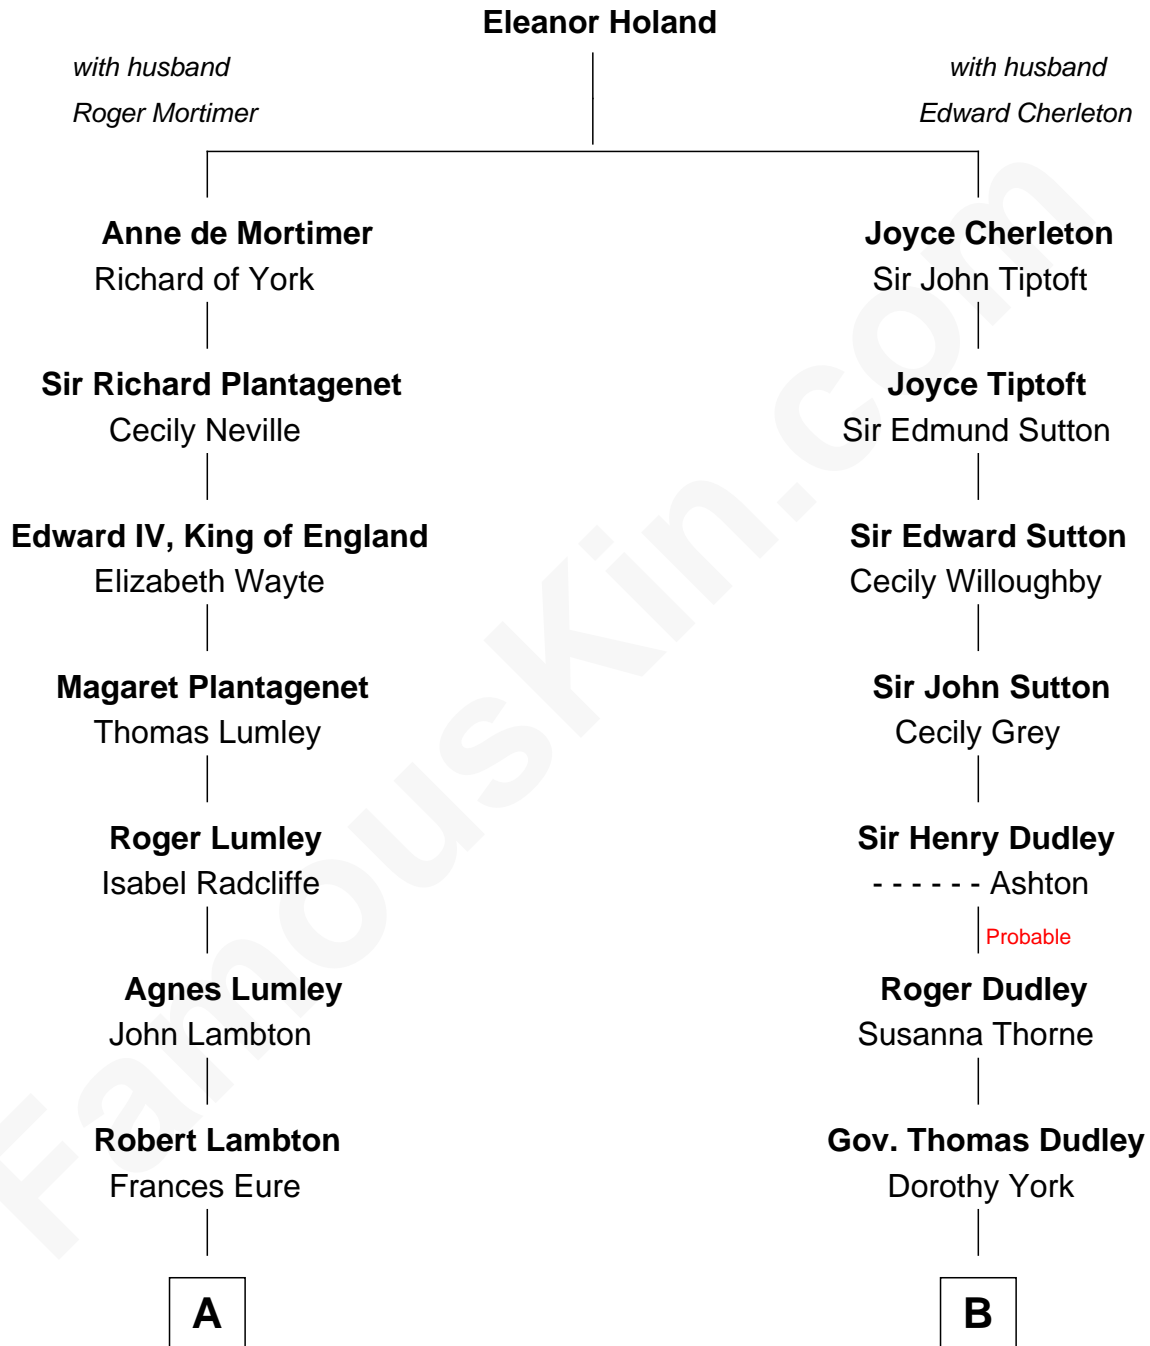 Eleanor Holand
with husband
Roger Mortimer
with husband
Edward Cherleton
Anne de Mortimer
Richard of York
Sir Richard Plantagenet
Cecily Neville
Edward IV, King of England
Elizabeth Wayte
Magaret Plantagenet
Thomas Lumley
Roger Lumley
Isabel Radcliffe
Agnes Lumley
John Lambton
Robert Lambton
Frances Eure
A
Joyce Cherleton
Sir John Tiptoft
Joyce Tiptoft
Sir Edmund Sutton
Sir Edward Sutton
Cecily Willoughby
Sir John Sutton
Cecily Grey
Sir Henry Dudley
- - - - - - Ashton
Probable
Roger Dudley
Susanna Thorne
Gov. Thomas Dudley
Dorothy York
B
FamousKin.com